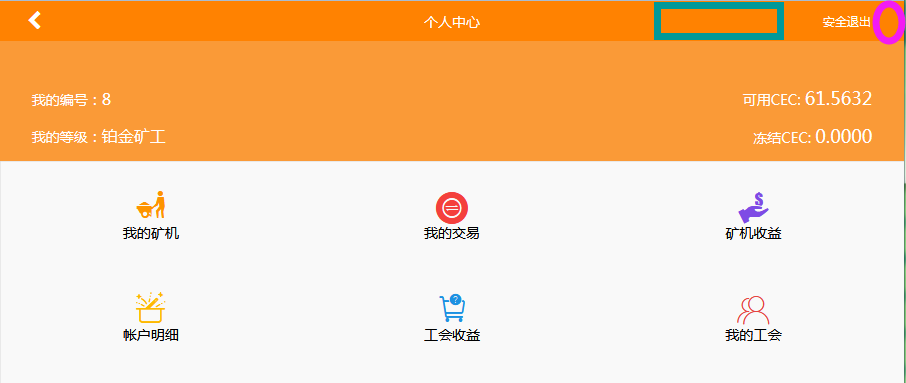 个人中心
安全退出
我的编号：8
可用CEC: 61.5632
我的等级：铂金矿工
冻结CEC: 0.0000
我的矿机
我的交易
矿机收益
帐户明细
工会收益
我的工会